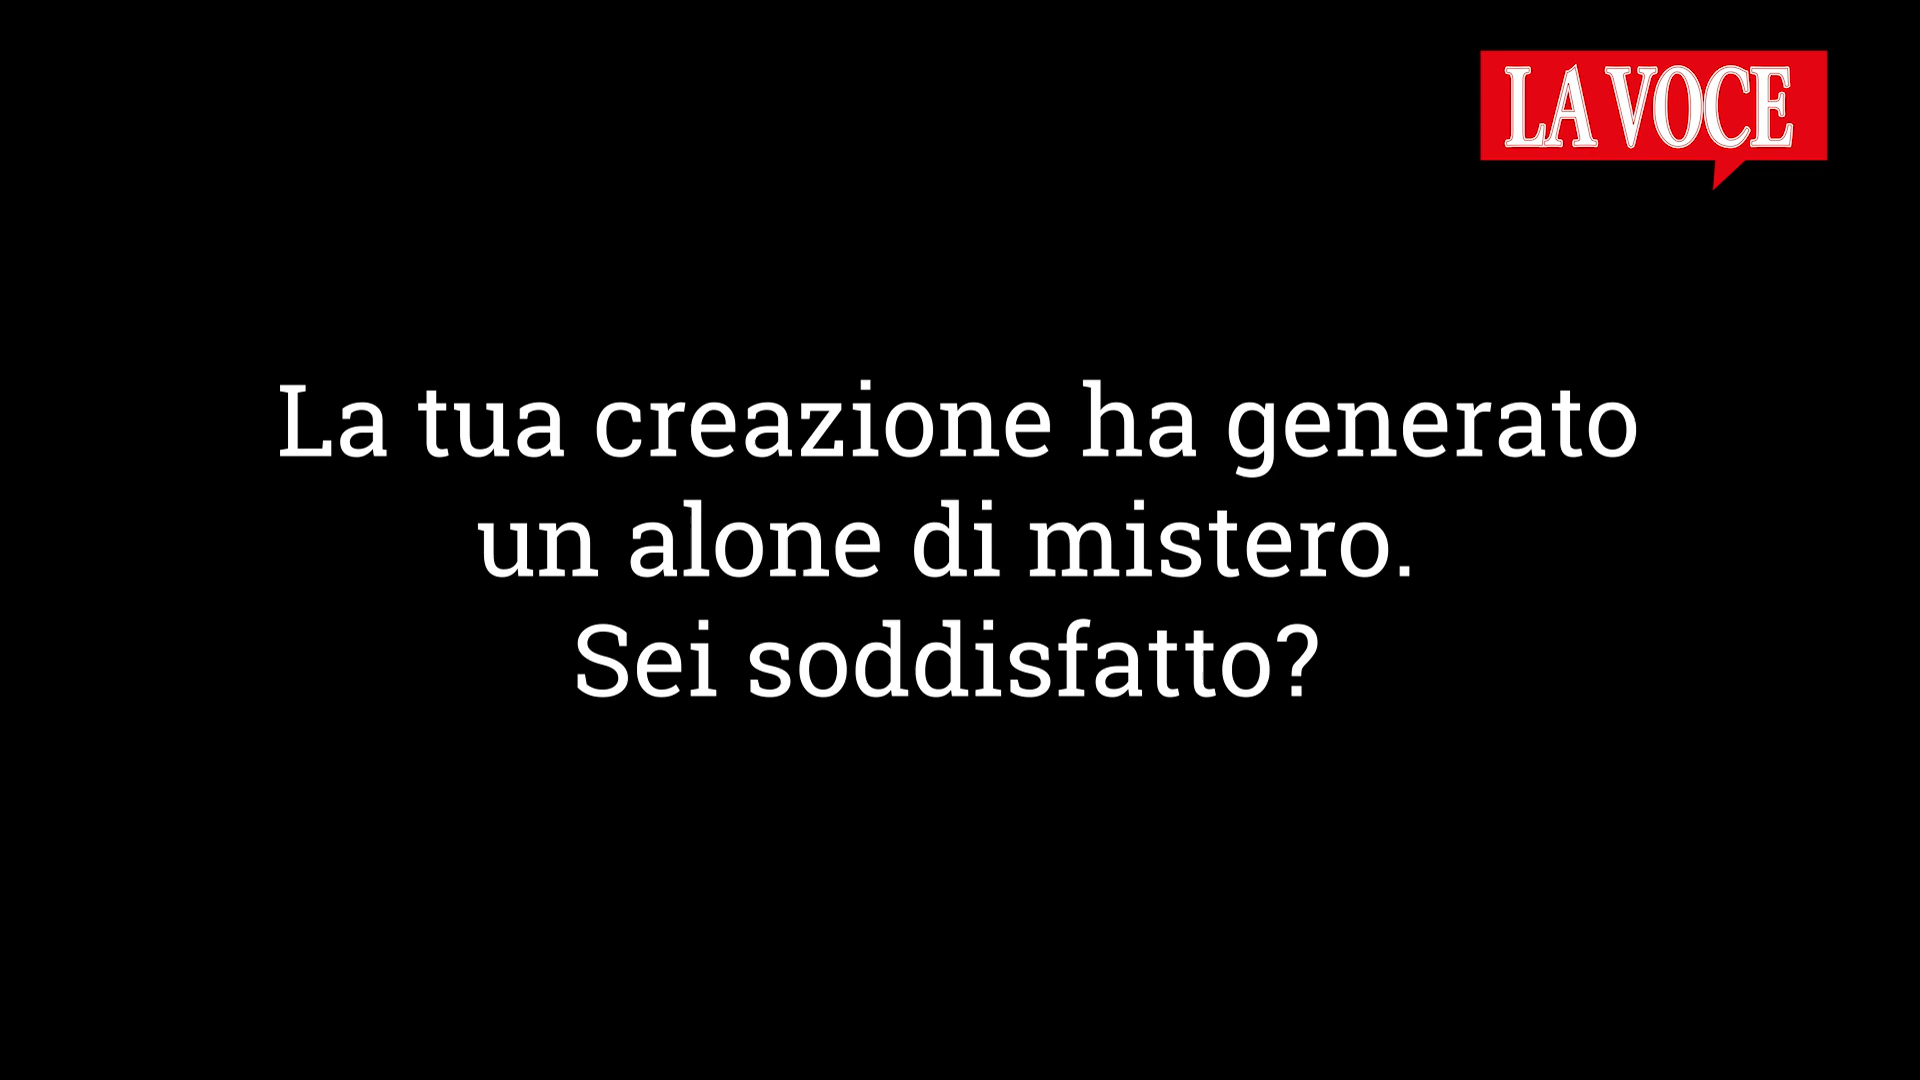 LA VOCE
La tua creazione ha generato
un alone di mistero.
Sei soddisfatto?